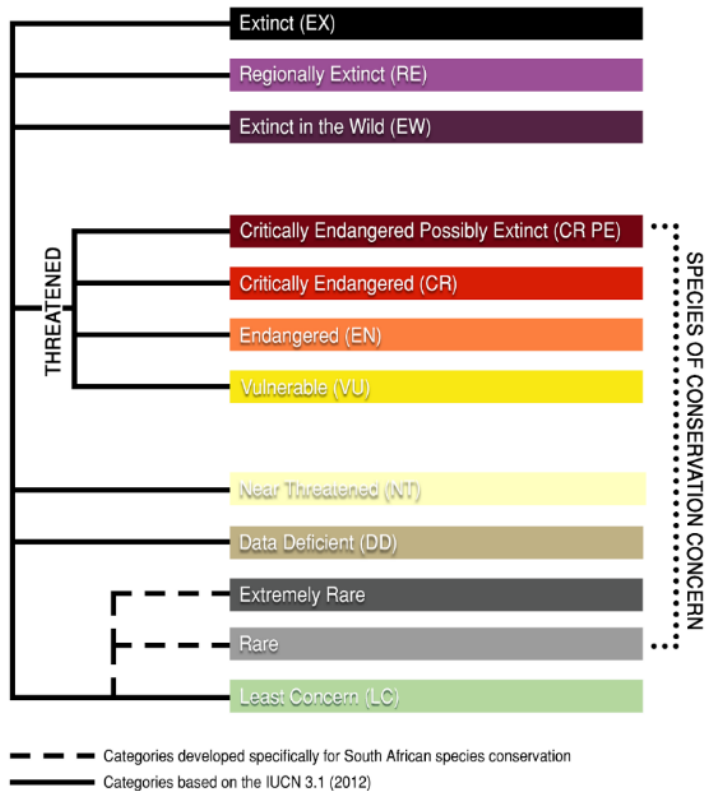 Extinct (EX)
Regionally Extinct (RE)
Extinct in the Wild (EW)
THREATENED
Critically Endangered Possibly Extinct (CR PE)
Critically Endangered (CR)
Endangered (EN)
Vulnerable (VU)
Near Threatened (NT)
Data Deficient (DD)
Extremely Rare
Rare
Least Concern (LC)
SPECIES OF CONSERVATION CONCERN
Categories developed specifically for South African species conservation
Categories based on the IUCN 3.1 (2012)